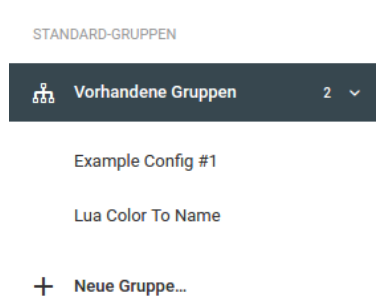 STANDARD-GRUPPEN
Vorhandene Gruppen 2
Example Config #1
Lua Color To Name
Neue Gruppe...